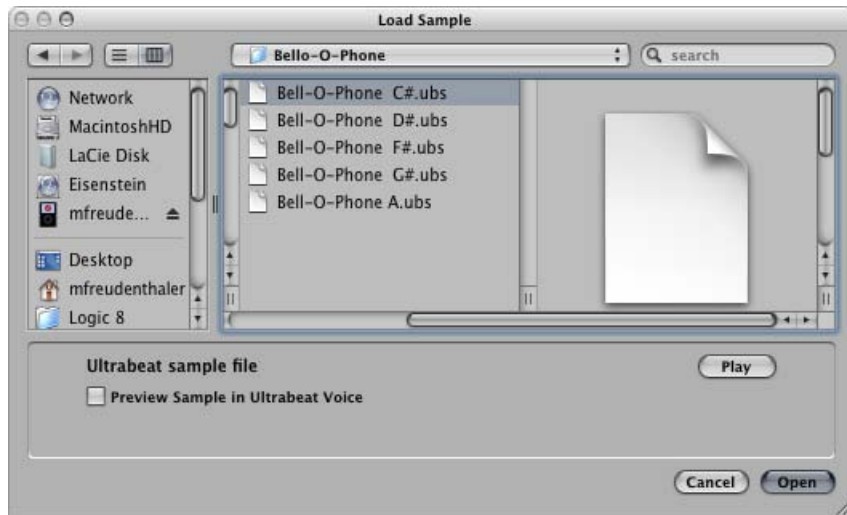 Load Sample
Bello-O-Phone
search
Network
MacintoshHD
LaCie Disk
Eisenstein
mfreude...
Desktop
mfreudenthaler
Logic 8
Bell-O-Phone C#.ubs
Bell-O-Phone D#.ubs
Bell-O-Phone F#.ubs
Bell-O-Phone G#.ubs
Bell-O-Phone A.ubs
Ultrabeat sample file
Play
Preview Sample in Ultrabeat Voice
Cancel
Open